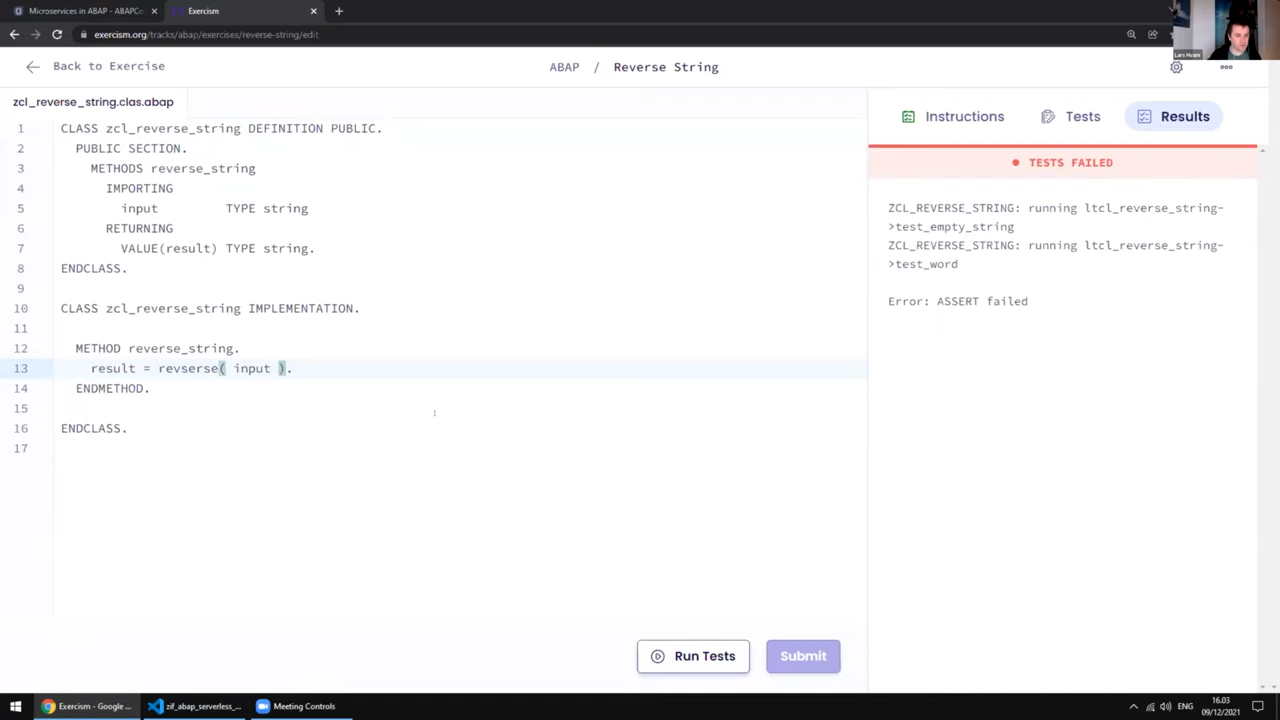 Microservices in ABAP - ABAPCo
Exercism
exercism.org/tracks/abap/exercises/reverse-string/edit
Lars Hvam
Back to Exercise
ABAP / Reverse String
zcl_reverse_string.clas.abap
Instructions
Tests
Results
1 CLASS zcl_reverse_string DEFINITION PUBLIC.
2 PUBLIC SECTION.
3 METHODS reverse_string
4 IMPORTING
5 input TYPE string
6 RETURNING
7 VALUE(result) TYPE string.
8 ENDCLASS.
9
10 CLASS zcl_reverse_string IMPLEMENTATION.
11
12 METHOD reverse_string.
13 result = revserse( input ).
14 ENDMETHOD.
15
16 ENDCLASS.
17
TESTS FAILED
ZCL_REVERSE_STRING: running ltcl_reverse_string-
>test_empty_string
ZCL_REVERSE_STRING: running ltcl_reverse_string-
>test_word
Error: ASSERT failed
Run Tests
Submit
Exercism - Google ...
zif_abap_serverless_...
Meeting Controls
ENG
16.03
09/12/2021